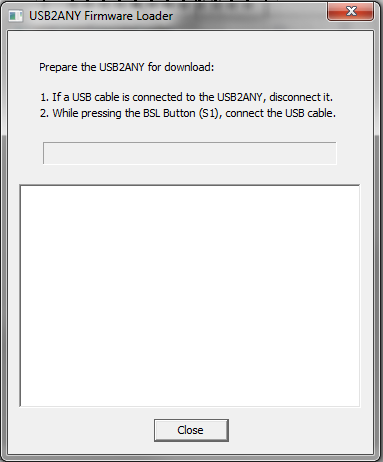 USB2ANY Firmware Loader
Prepare the USB2ANY for download:
1. If a USB cable is connected to the USB2ANY, disconnect it.
2. While pressing the BSL Button (S1), connect the USB cable.
Close